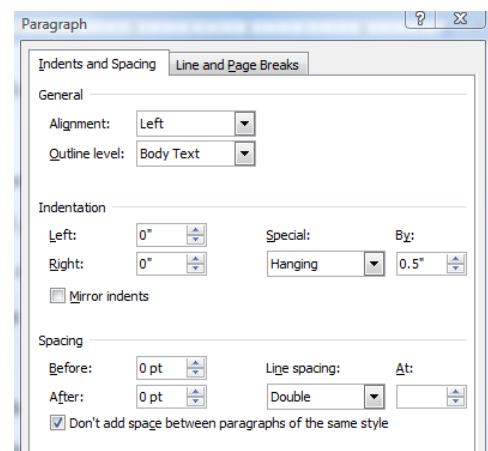 Paragraph
Indents and Spacing Line and Page Breaks
General
Alignment: Left
Outline level: Body Text
Indentation
Left: 0" Special: By:
Right: 0" Hanging 0.5"
Mirror indents
Spacing
Before: 0 pt Line spacing: At:
After: 0 pt Double
Don't add space between paragraphs of the same style